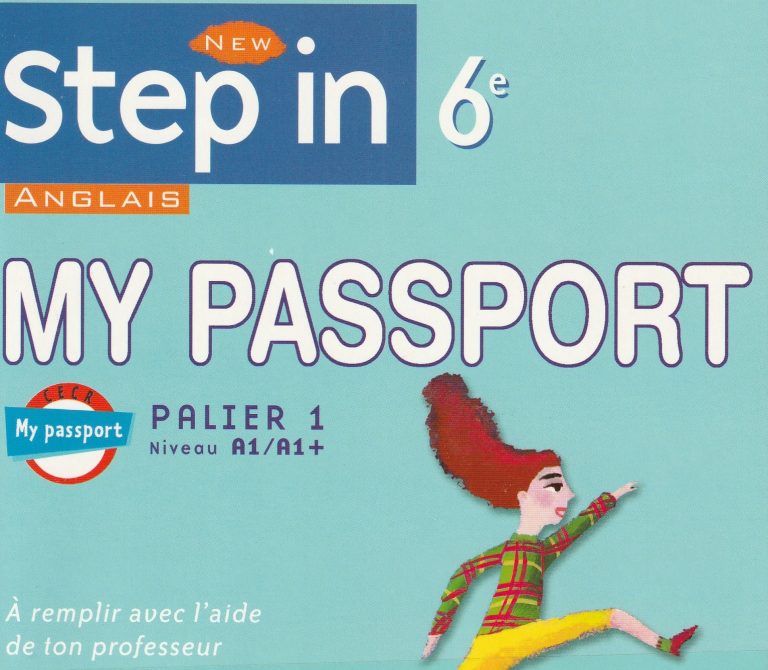 NEW
Step in 6e
ANGLAIS
MY PASSPORT
CECR
My passport
PALIER 1
Niveau A1/A1+
À remplir avec l'aide
de ton professeur